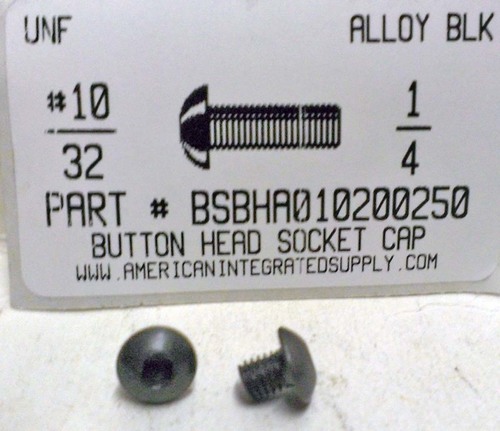 UNF ALLOY BLK
#10 1
32 4
PART # BSBHA010200250
BUTTON HEAD SOCKET CAP
WWW.AMERICANINTEGRATEDSUPPLY.COM